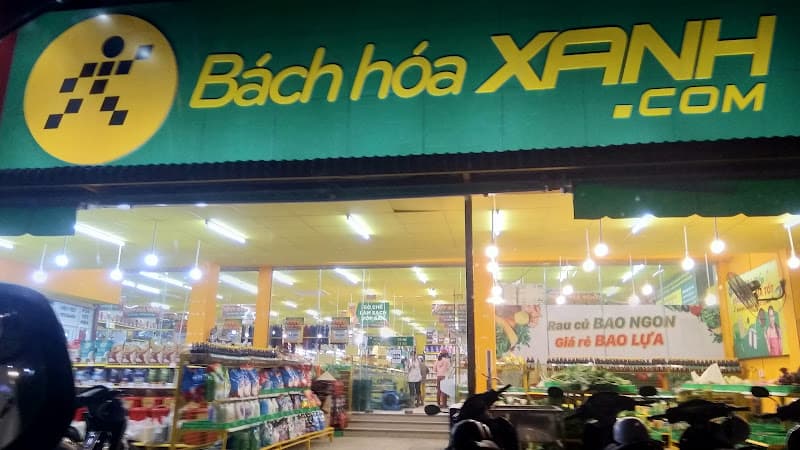 Bách hóa XANH
.COM
Rau củ BAO NGON
Giá rẻ BAO LỰA